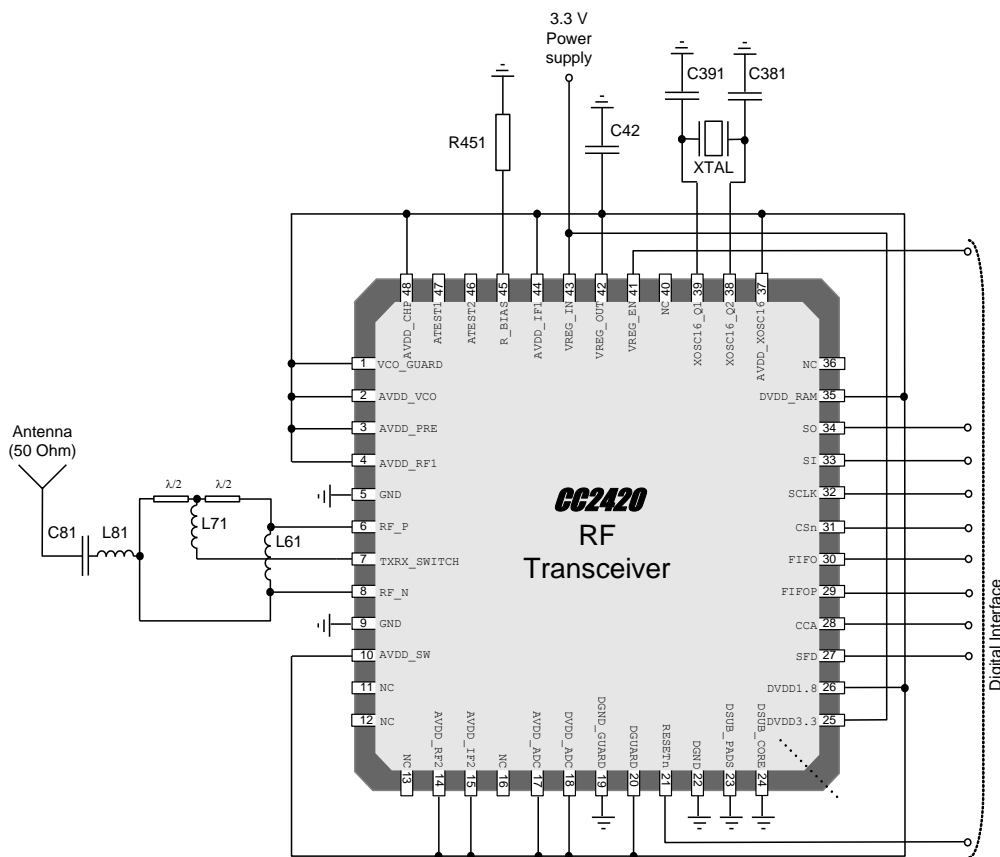 3.3 V
Power
supply
C391
C381
R451
C42
XTAL
48
47
46
45
44
43
42
41
40
39
38
37
AVDD_CHP
ATEST1
ATEST2
R_BIAS
AVDD_IF1
VREG_IN
VREG_OUT
VREG_EN
NC
XOSC16_Q1
XOSC16_Q2
AVDD_XOSC16
1 VCO_GUARD
2 AVDD_VCO
3 AVDD_PRE
4 AVDD_RF1
5 GND
6 RF_P
7 TXRX_SWITCH
8 RF_N
9 GND
10 AVDD_SW
11 NC
12 NC
NC 36
DVDD_RAM 35
SO 34
SI 33
SCLK 32
CSn 31
FIFO 30
FIFOP 29
CCA 28
SFD 27
DVDD1.8 26
DVDD3.3 25
Antenna
(50 Ohm)
C81
L81
λ/2
λ/2
L71
L61
CC2420
RF
Transceiver
Digital Interface
NC
AVDD_RF2
AVDD_IF2
NC
AVDD_ADC
DVDD_ADC
DGND_GUARD
DGUARD
RESETn
DGND
DSUB_PADS
DSUB_CORE
13
14
15
16
17
18
19
20
21
22
23
24